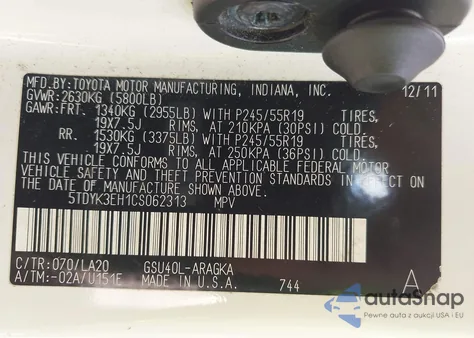 MFD.BY:TOYOTA MOTOR MANUFACTURING, INDIANA, INC. 12/11
GVWR:2630KG (5800LB)
GAWR:FRT. 1340KG (2955LB) WITH P245/55R19 TIRES,
19X7.5J RIMS, AT 210KPA (30PSI) COLD.
RR. 1530KG (3375LB) WITH P245/55R19 TIRES,
19X7.5J RIMS, AT 250KPA (36PSI) COLD.
THIS VEHICLE CONFORMS TO ALL APPLICABLE FEDERAL MOTOR
VEHICLE SAFETY AND THEFT PREVENTION STANDARDS IN EFFECT
ON THE DATE OF MANUFACTURE SHOWN ABOVE.
5TDYK3EH1CS062313 MPV
C/TR:070/LA20 GSU40L-ARAGKA
A/TM:-02A/U151E MADE IN U.S.A. 744 A
autoSnap
Pewne auta z dostępem z USA i EU